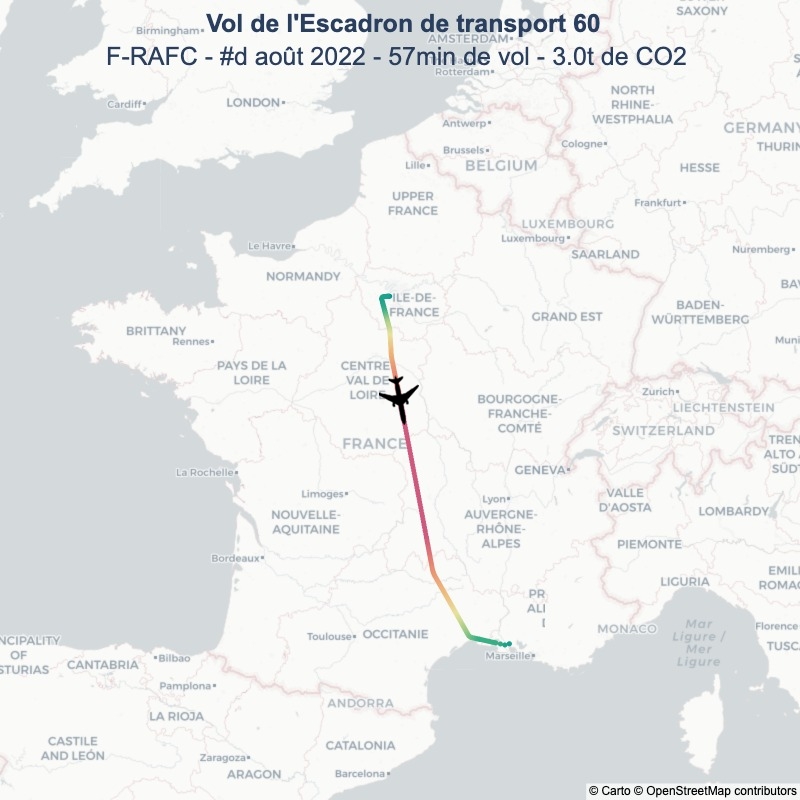 Vol de l'Escadron de transport 60
F-RAFC - #d août 2022 - 57min de vol - 3.0t de CO2
SAXONY
AMSTERDAM
Birmingham
Rotterdam
Cardiff
LONDON
NORTH
RHINE-
WESTPHALIA
Antwerp
GERMANY
Brussels
Cologne
THURIN
Lille
BELGIUM
HESSE
UPPER
FRANCE
Frankfurt
LUXEMBOURG
Luxembourg
Le Havre
SAARLAND
Nuremberg
NORMANDY
ILE-DE-
FRANCE
GRAND EST
BADEN-
WÜRTTEMBERG
BAV
BRITTANY
Rennes
Muni
PAYS DE LA
LOIRE
CENTRE
VAL DE
LOIRE
Zurich
LIECHTENSTEIN
BOURGOGNE-
FRANCHE-
COMTÉ
SWITZERLAND
FRANCE
TREN
ALTO A
SÜDT
GENEVA
La Rochelle
Limoges
Lyon
VALLE
D'AOSTA
LOMBARDY
NOUVELLE-
AQUITAINE
AUVERGNE-
RHÔNE-
ALPES
PIEMONTE
Bordeaux
EMILI
ROMAG
LIGURIA
PR
ALI
Mar
Ligure /
Mer
Ligure
MONACO
Florence
TUSC
Toulouse
OCCITANIE
Marseille
NCIPALITY
OF
STURIAS
CANTABRIA
Bilbao
Pamplona
ANDORRA
LA RIOJA
CASTILE
AND LEÓN
CATALONIA
Zaragoza
ARAGON
Barcelona
© Carto © OpenStreetMap contributors